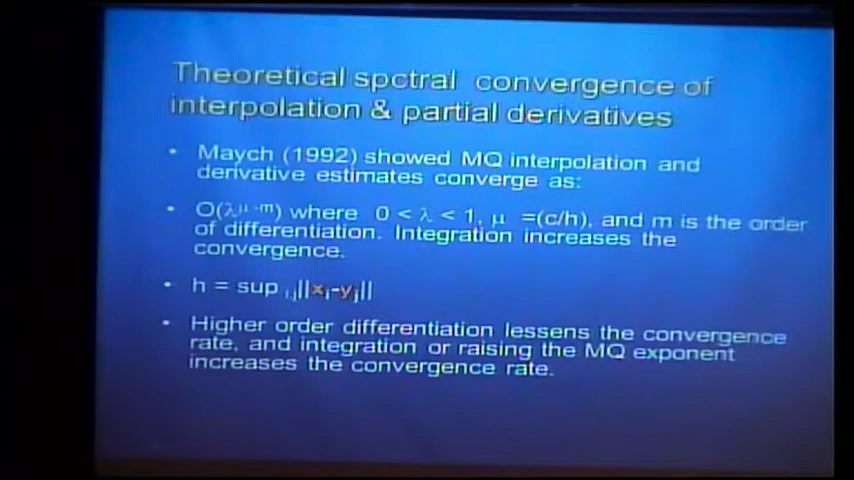 Theoretical spctral convergence of
interpolation & partial derivatives
• Maych (1992) showed MQ interpolation and
derivative estimates converge as:
• O(λ^μ-m) where 0 < λ < 1, μ =(c/h), and m is the order
of differentiation. Integration increases the
convergence.
• h = sup i,j||xi-yj||
• Higher order differentiation lessens the convergence
rate, and integration or raising the MQ exponent
increases the convergence rate.